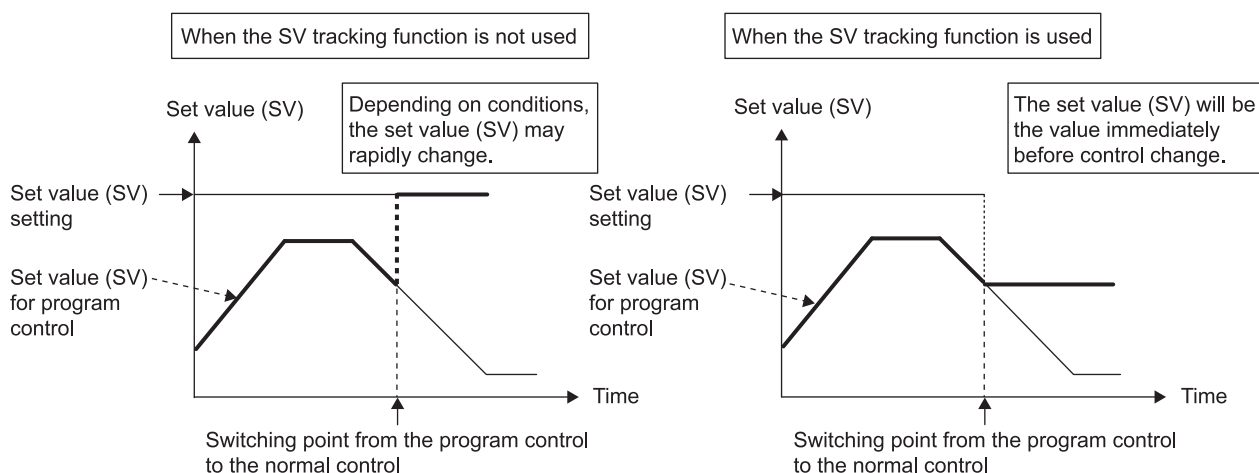 When the SV tracking function is not used
Set value (SV)
Depending on conditions,
the set value (SV) may
rapidly change.
Set value (SV)
setting
Set value (SV)
for program
control
Time
Switching point from the program control
to the normal control
When the SV tracking function is used
Set value (SV)
The set value (SV) will be
the value immediately
before control change.
Set value (SV)
setting
Set value (SV)
for program
control
Time
Switching point from the program control
to the normal control